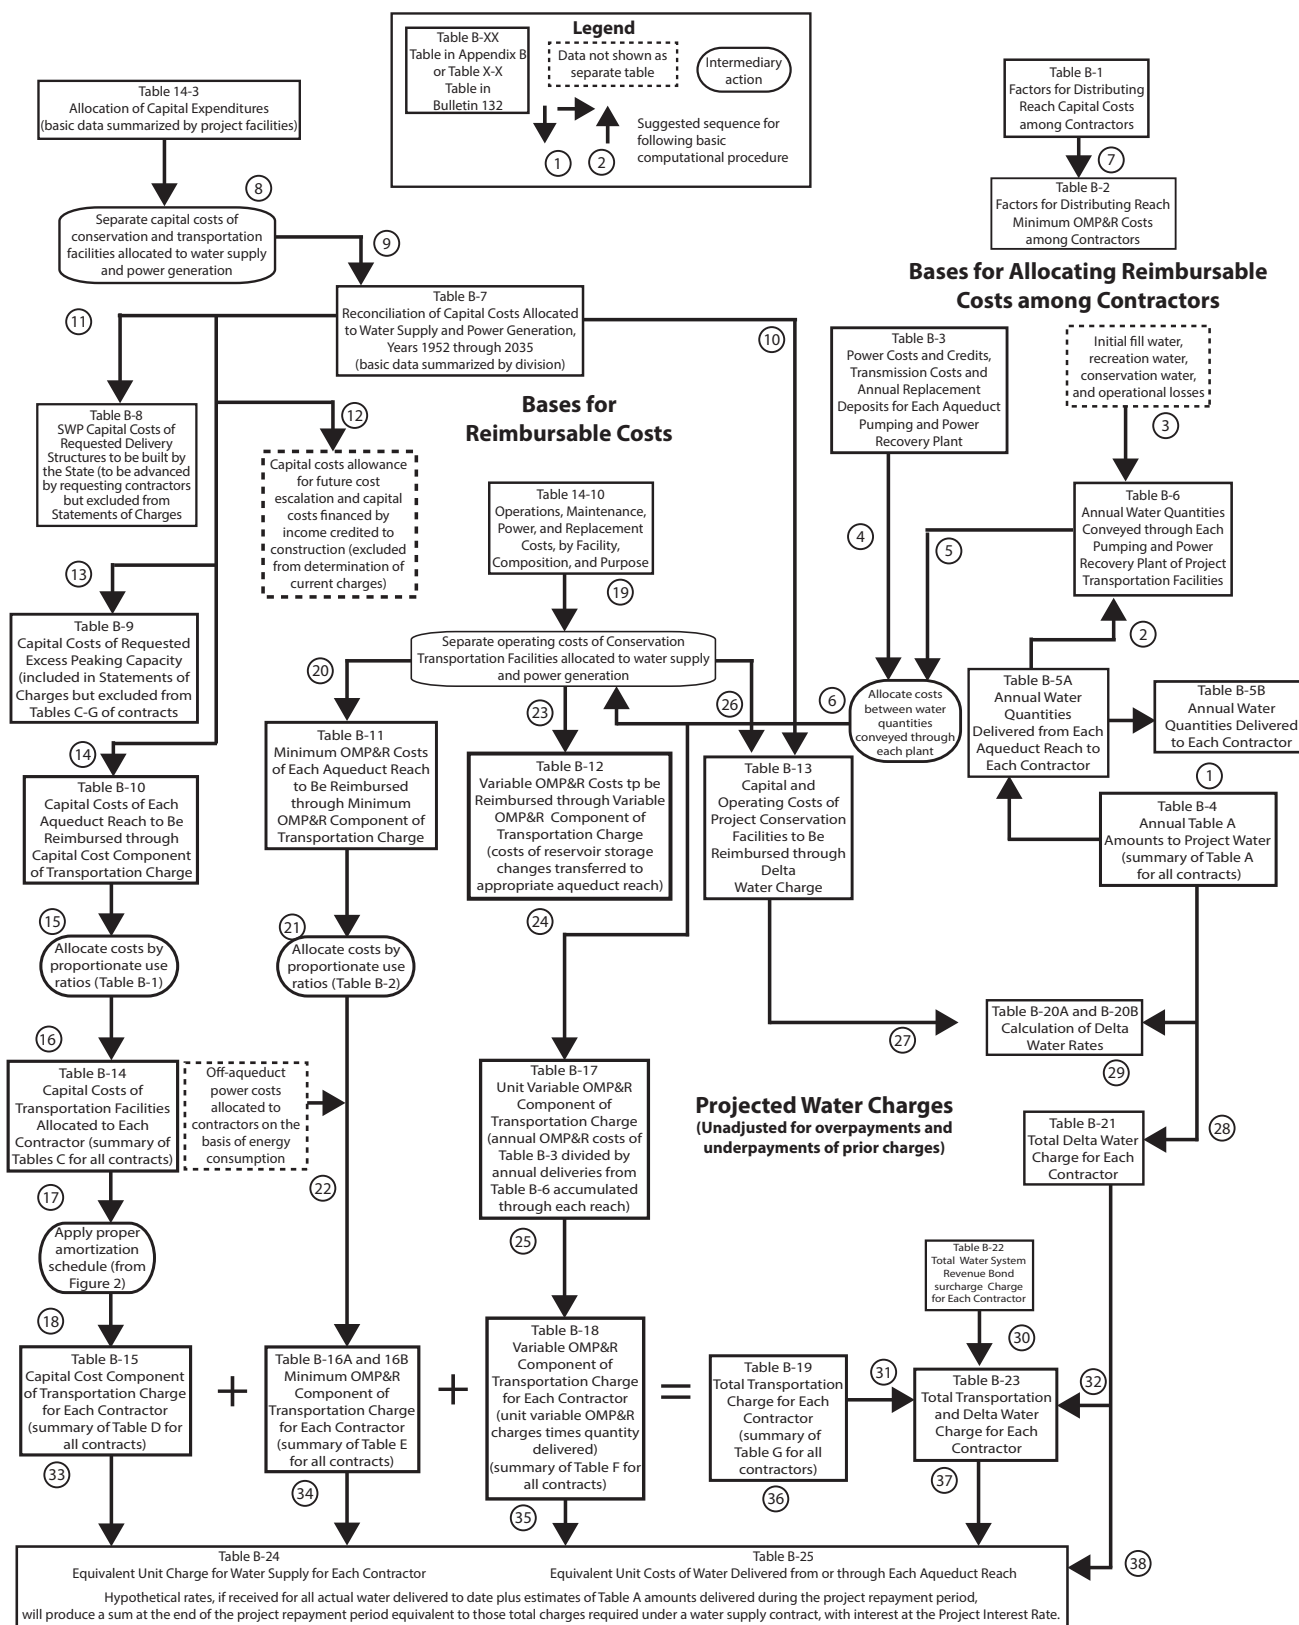 Legend
Table B-XX
Table in Appendix B
or Table X-X
Table in
Bulletin 132
Data not shown as
separate table
Intermediary
action
1
2
Suggested sequence for
following basic
computational procedure
Table 14-3
Allocation of Capital Expenditures
(basic data summarized by project facilities)
8
Separate capital costs of
conservation and transportation
facilities allocated to water supply
and power generation
9
Table B-1
Factors for Distributing
Reach Capital Costs
among Contractors
7
Table B-2
Factors for Distributing Reach
Minimum OMP&R Costs
among Contractors
Bases for Allocating Reimbursable
Costs among Contractors
11
Table B-7
Reconciliation of Capital Costs Allocated
to Water Supply and Power Generation,
Years 1952 through 2035
(basic data summarized by division)
10
Table B-3
Power Costs and Credits,
Transmission Costs and
Annual Replacement
Deposits for Each Aqueduct
Pumping and Power
Recovery Plant
Initial fill water,
recreation water,
conservation water,
and operational losses
3
Table B-8
SWP Capital Costs of
Requested Delivery
Structures to be built by
the State (to be advanced
by requesting contractors
but excluded from
Statements of Charges
12
Capital costs allowance
for future cost
escalation and capital
costs financed by
income credited to
construction (excluded
from determination of
current charges)
Bases for
Reimbursable Costs
Table 14-10
Operations, Maintenance,
Power, and Replacement
Costs, by Facility,
Composition, and Purpose
19
4
5
Table B-6
Annual Water Quantities
Conveyed through Each
Pumping and Power
Recovery Plant of Project
Transportation Facilities
2
13
Table B-9
Capital Costs of Requested
Excess Peaking Capacity
(included in Statements of
Charges but excluded from
Tables C-G of contracts
Separate operating costs of Conservation
Transportation Facilities allocated to water supply
and power generation
20
23
26
6
Allocate costs
between water
quantities
conveyed through
each plant
Table B-5A
Annual Water
Quantities
Delivered from Each
Aqueduct Reach to
Each Contractor
Table B-5B
Annual Water
Quantities Delivered
to Each Contractor
1
14
Table B-10
Capital Costs of Each
Aqueduct Reach to Be
Reimbursed through
Capital Cost Component
of Transportation Charge
Table B-11
Minimum OMP&R Costs
of Each Aqueduct Reach
to Be Reimbursed
through Minimum
OMP&R Component of
Transportation Charge
Table B-12
Variable OMP&R Costs tp be
Reimbursed through Variable
OMP&R Component of
Transportation Charge
(costs of reservoir storage
changes transferred to
appropriate aqueduct reach)
Table B-13
Capital and
Operating Costs of
Project Conservation
Facilities to Be
Reimbursed through
Delta
Water Charge
Table B-4
Annual Table A
Amounts to Project Water
(summary of Table A
for all contracts)
15
Allocate costs by
proportionate use
ratios (Table B-1)
21
Allocate costs by
proportionate use
ratios (Table B-2)
24
27
Table B-20A and B-20B
Calculation of Delta
Water Rates
29
16
Table B-14
Capital Costs of
Transportation Facilities
Allocated to Each
Contractor (summary of
Tables C for all contracts)
Off-aqueduct
power costs
allocated to
contractors on the
basis of energy
consumption
22
Table B-17
Unit Variable OMP&R
Component of
Transportation Charge
(annual OMP&R costs of
Table B-3 divided by
annual deliveries from
Table B-6 accumulated
through each reach)
Projected Water Charges
(Unadjusted for overpayments and
underpayments of prior charges)
Table B-21
Total Delta Water
Charge for Each
Contractor
28
17
Apply proper
amortization
schedule (from
Figure 2)
25
Table B-22
Total Water System
Revenue Bond
surcharge Charge
for Each Contractor
30
18
Table B-15
Capital Cost Component
of Transportation Charge
for Each Contractor
(summary of Table D for
all contracts)
+
Table B-16A and 16B
Minimum OMP&R
Component of
Transportation Charge
for Each Contractor
(summary of Table E
for all contracts)
+
Table B-18
Variable OMP&R
Component of
Transportation Charge
for Each Contractor
(unit variable OMP&R
charges times quantity
delivered)
(summary of Table F for
all contracts)
=
Table B-19
Total Transportation
Charge for Each
Contractor
(summary of
Table G for all
contractors)
31
Table B-23
Total Transportation
and Delta Water
Charge for Each
Contractor
32
33
34
35
36
37
38
Table B-24
Equivalent Unit Charge for Water Supply for Each Contractor
Table B-25
Equivalent Unit Costs of Water Delivered from or through Each Aqueduct Reach
Hypothetical rates, if received for all actual water delivered to date plus estimates of Table A amounts delivered during the project repayment period,
will produce a sum at the end of the project repayment period equivalent to those total charges required under a water supply contract, with interest at the Project Interest Rate.